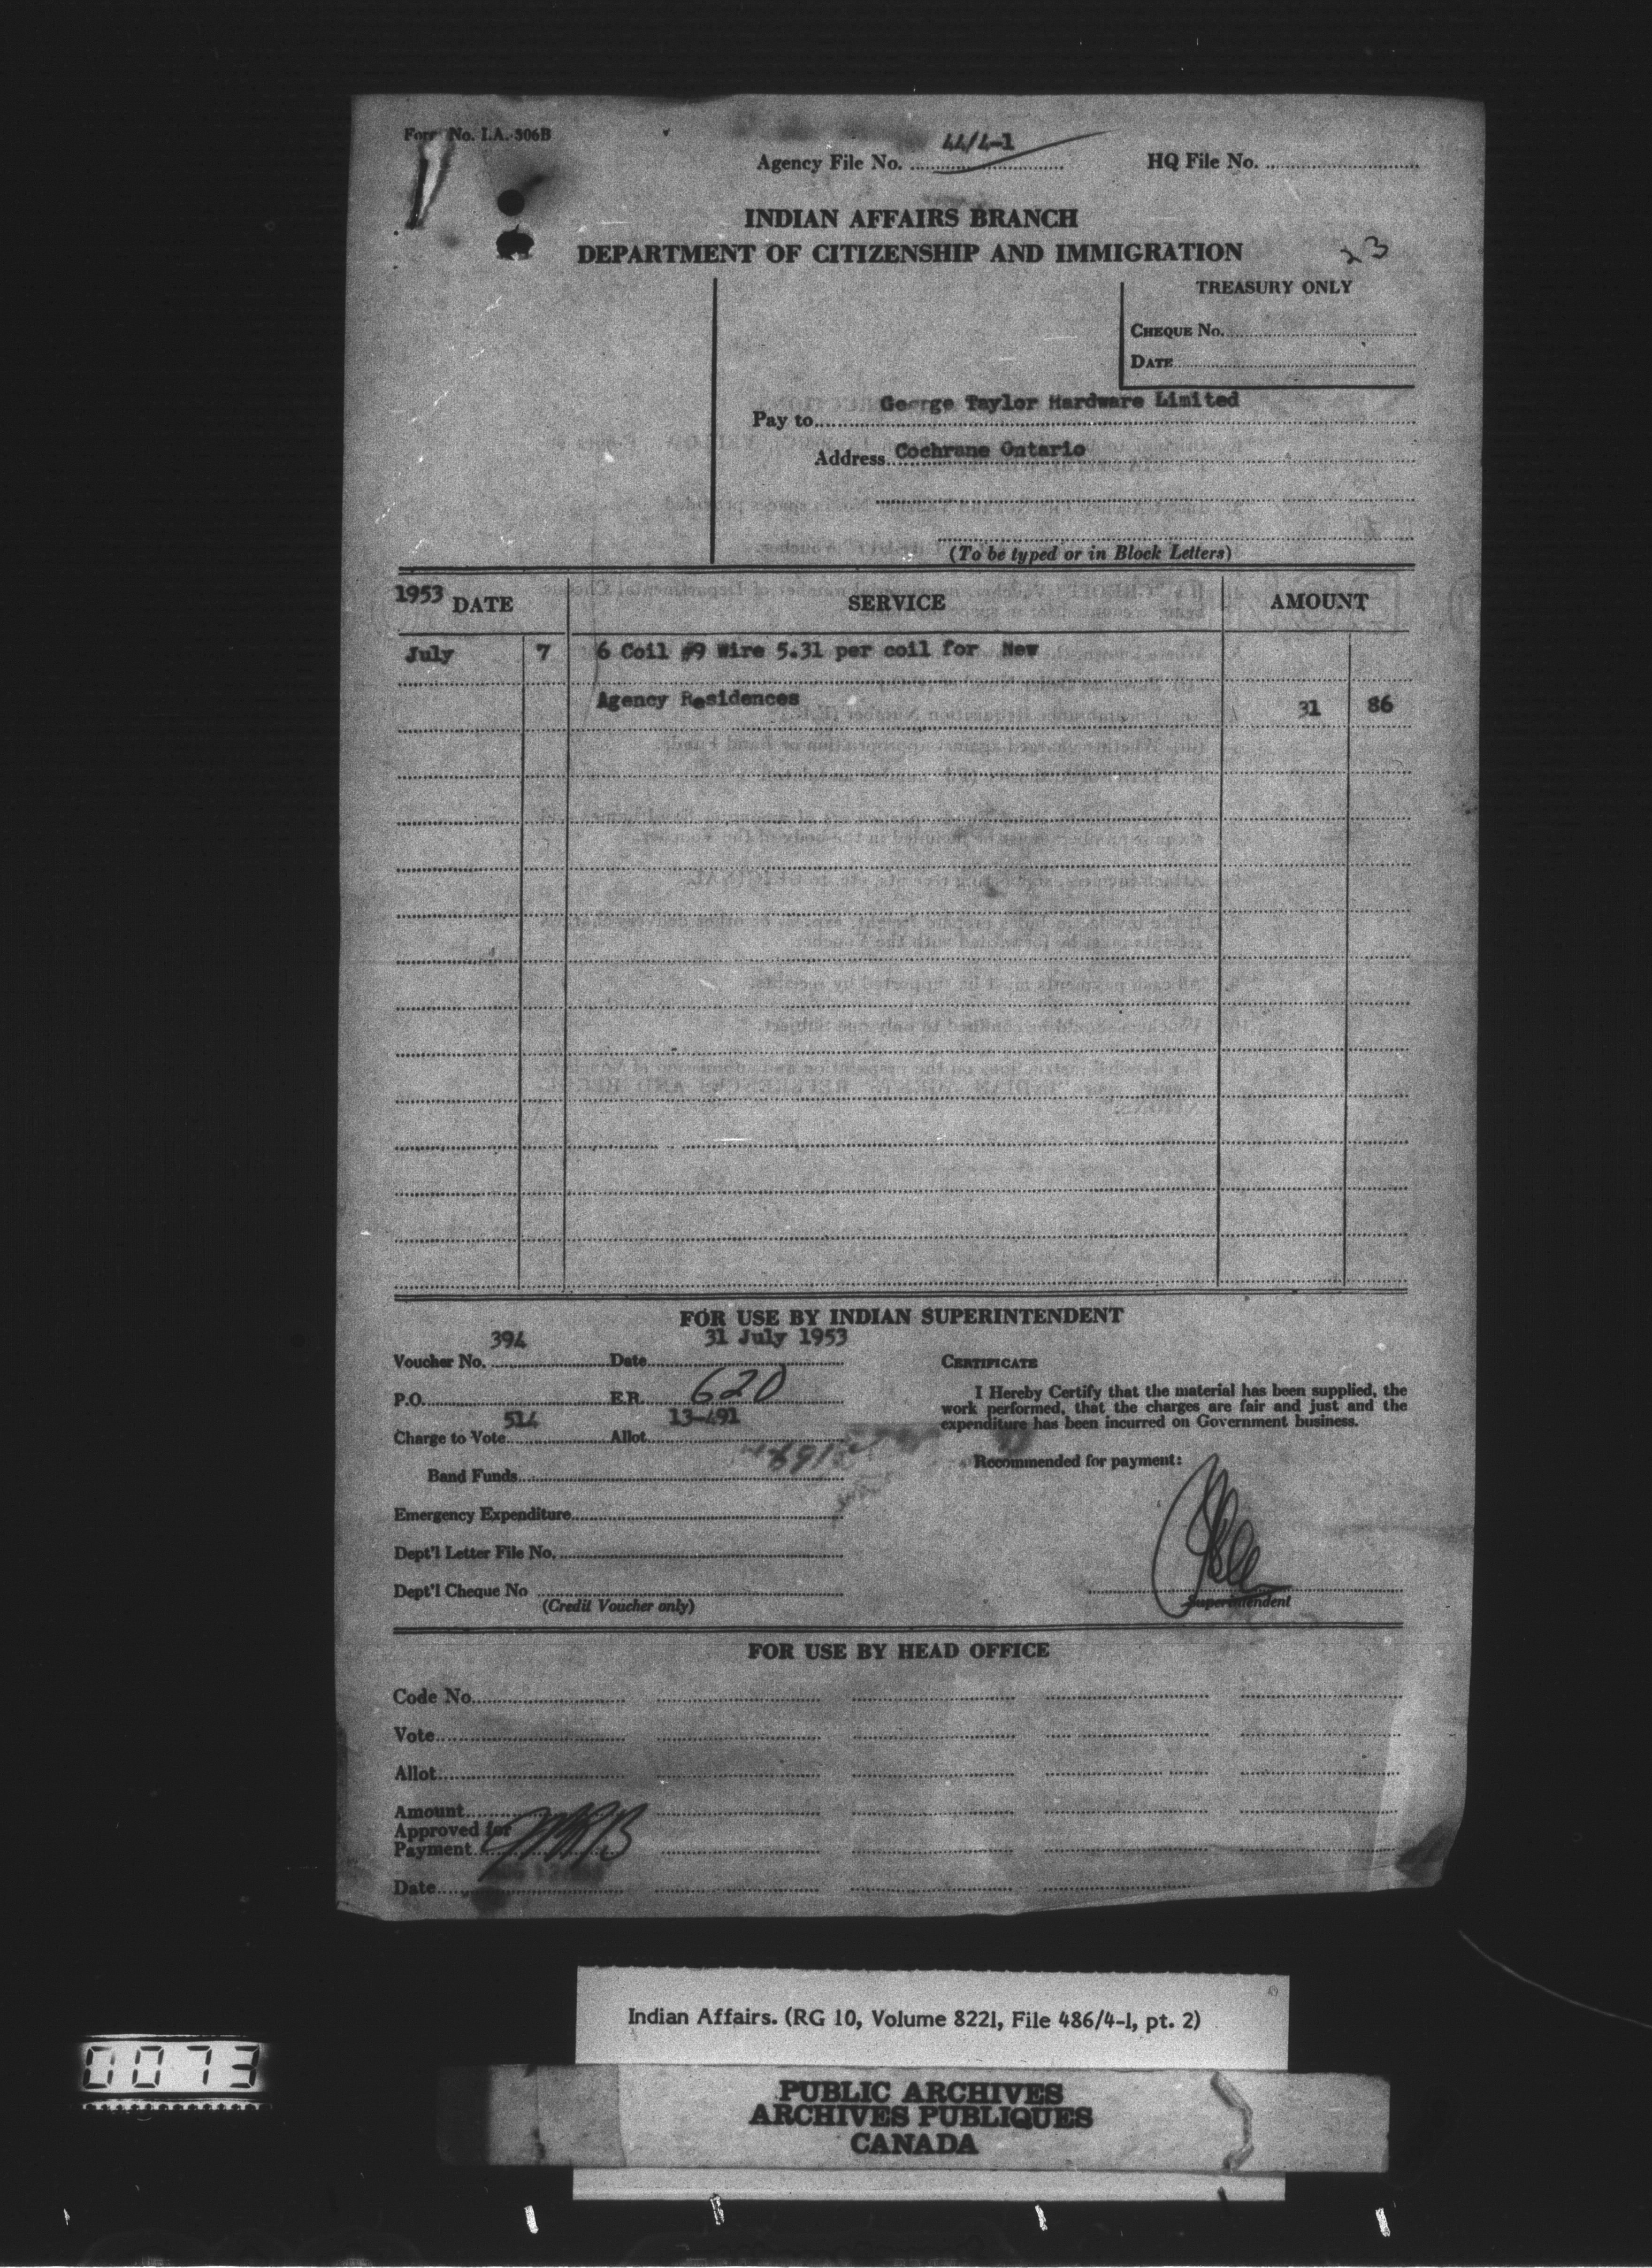 Form No. I.A. 306B
Agency File No. 44/4-1
HQ File No.
INDIAN AFFAIRS BRANCH
DEPARTMENT OF CITIZENSHIP AND IMMIGRATION
23
TREASURY ONLY
CHEQUE No.
DATE
Pay to George Taylor Hardware Limited
Address Cochrane Ontario
(To be typed or in Block Letters)
1953 DATE SERVICE AMOUNT
July 7 6 Coil #9 Wire 5.31 per coil for New
Agency Residences 31 86
FOR USE BY INDIAN SUPERINTENDENT
Voucher No. 394 Date 31 July 1953
P.O. E.R. 620
Charge to Vote 514 Allot. 13-491
Band Funds
Emergency Expenditure
Dept'l Letter File No.
Dept'l Cheque No
(Credit Voucher only)
CERTIFICATE
I Hereby Certify that the material has been supplied, the
work performed, that the charges are fair and just and the
expenditure has been incurred on Government business.
Recommended for payment:
Superintendent
FOR USE BY HEAD OFFICE
Code No.
Vote
Allot.
Amount
Approved for
Payment
Date
Indian Affairs. (RG 10, Volume 8221, File 486/4-1, pt. 2)
0073
PUBLIC ARCHIVES
ARCHIVES PUBLIQUES
CANADA